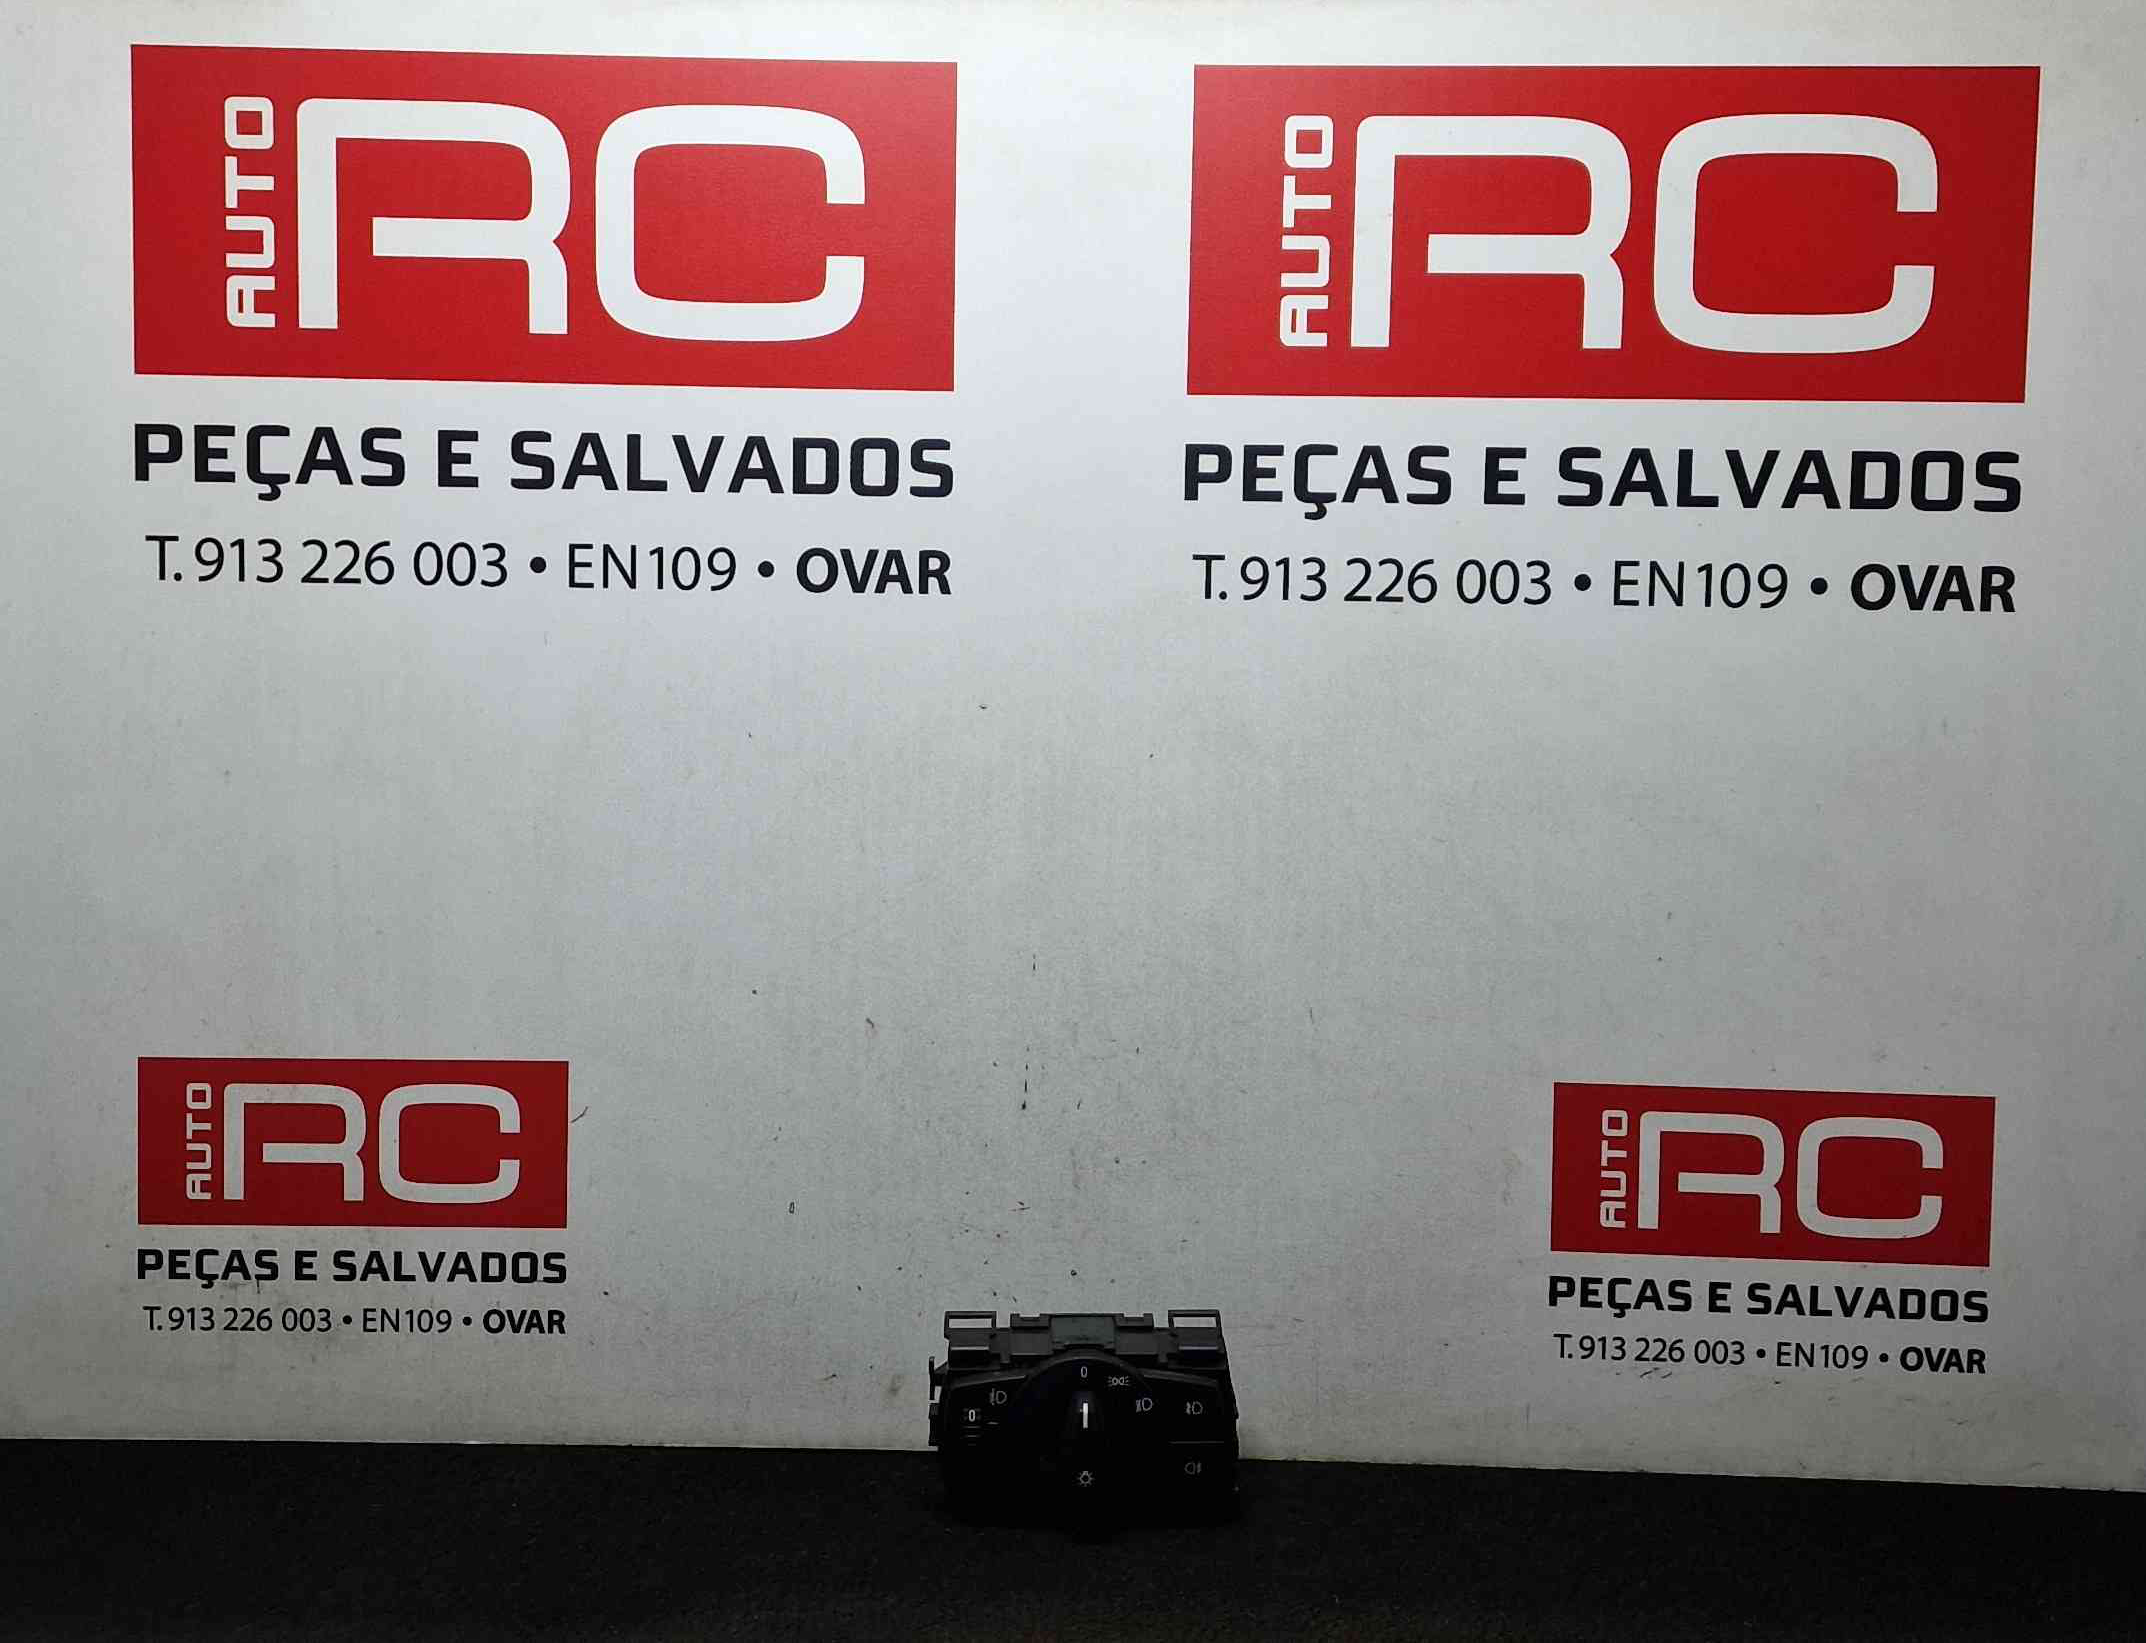 AUTO RC
PEÇAS E SALVADOS
T. 913 226 003 • EN109 • OVAR
AUTO RC
PEÇAS E SALVADOS
T. 913 226 003 • EN109 • OVAR
AUTO RC
PEÇAS E SALVADOS
T. 913 226 003 • EN109 • OVAR
AUTO RC
PEÇAS E SALVADOS
T. 913 226 003 • EN109 • OVAR
0
0